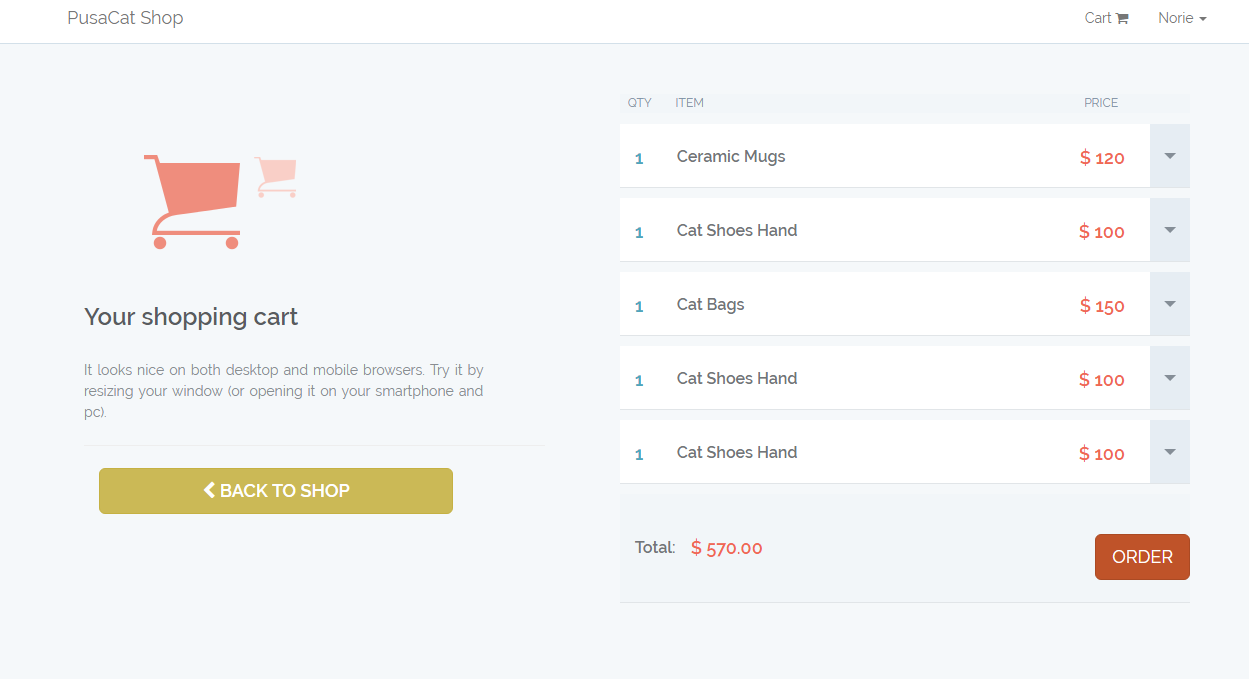 PusaCat Shop
Cart
Norie
QTY ITEM PRICE
1 Ceramic Mugs $ 120
1 Cat Shoes Hand $ 100
1 Cat Bags $ 150
1 Cat Shoes Hand $ 100
1 Cat Shoes Hand $ 100
Total: $ 570.00
ORDER
Your shopping cart
It looks nice on both desktop and mobile browsers. Try it by
resizing your window (or opening it on your smartphone and
pc).
BACK TO SHOP